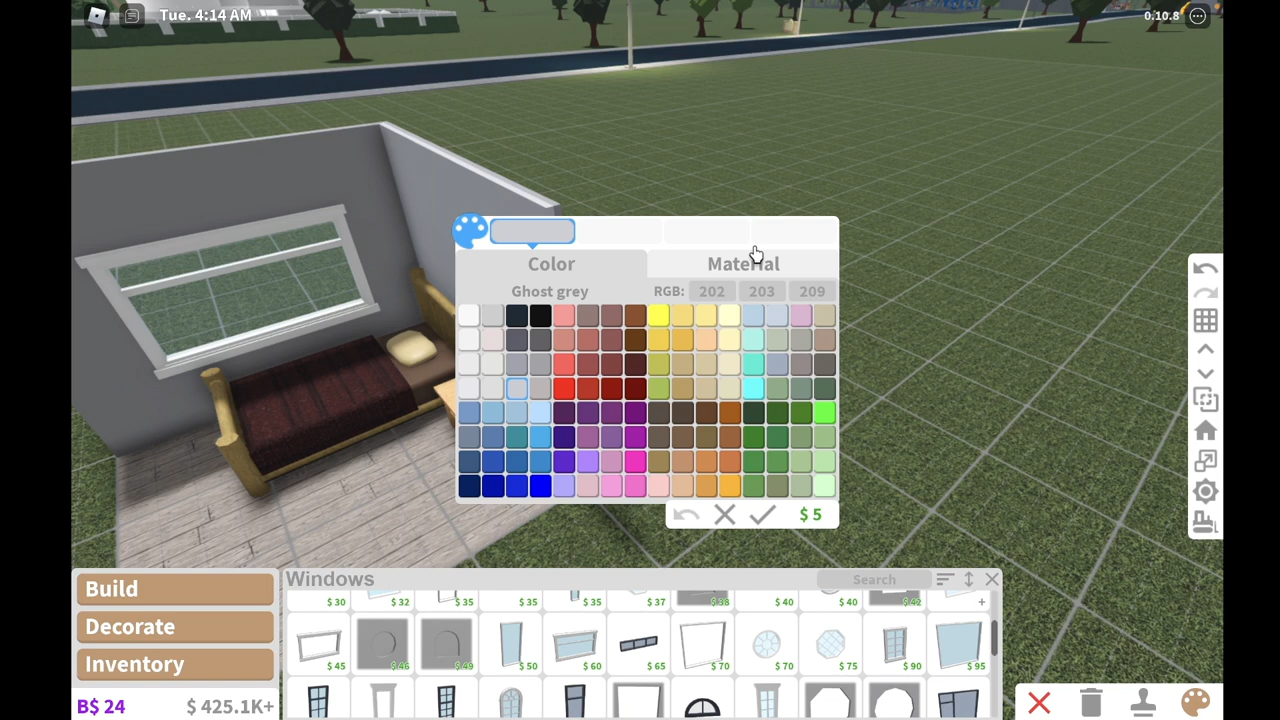 Tue. 4:14 AM
0.10.8
Color
Material
Ghost grey
RGB: 202 203 209
$ 5
Build
Decorate
Inventory
B$ 24
$ 425.1K+
Windows
Search
$ 30 $ 32 $ 35 $ 35 $ 35 $ 37 $ 38 $ 40 $ 40 $ 42 +
$ 45 $ 46 $ 49 $ 50 $ 60 $ 65 $ 70 $ 70 $ 75 $ 90 $ 95